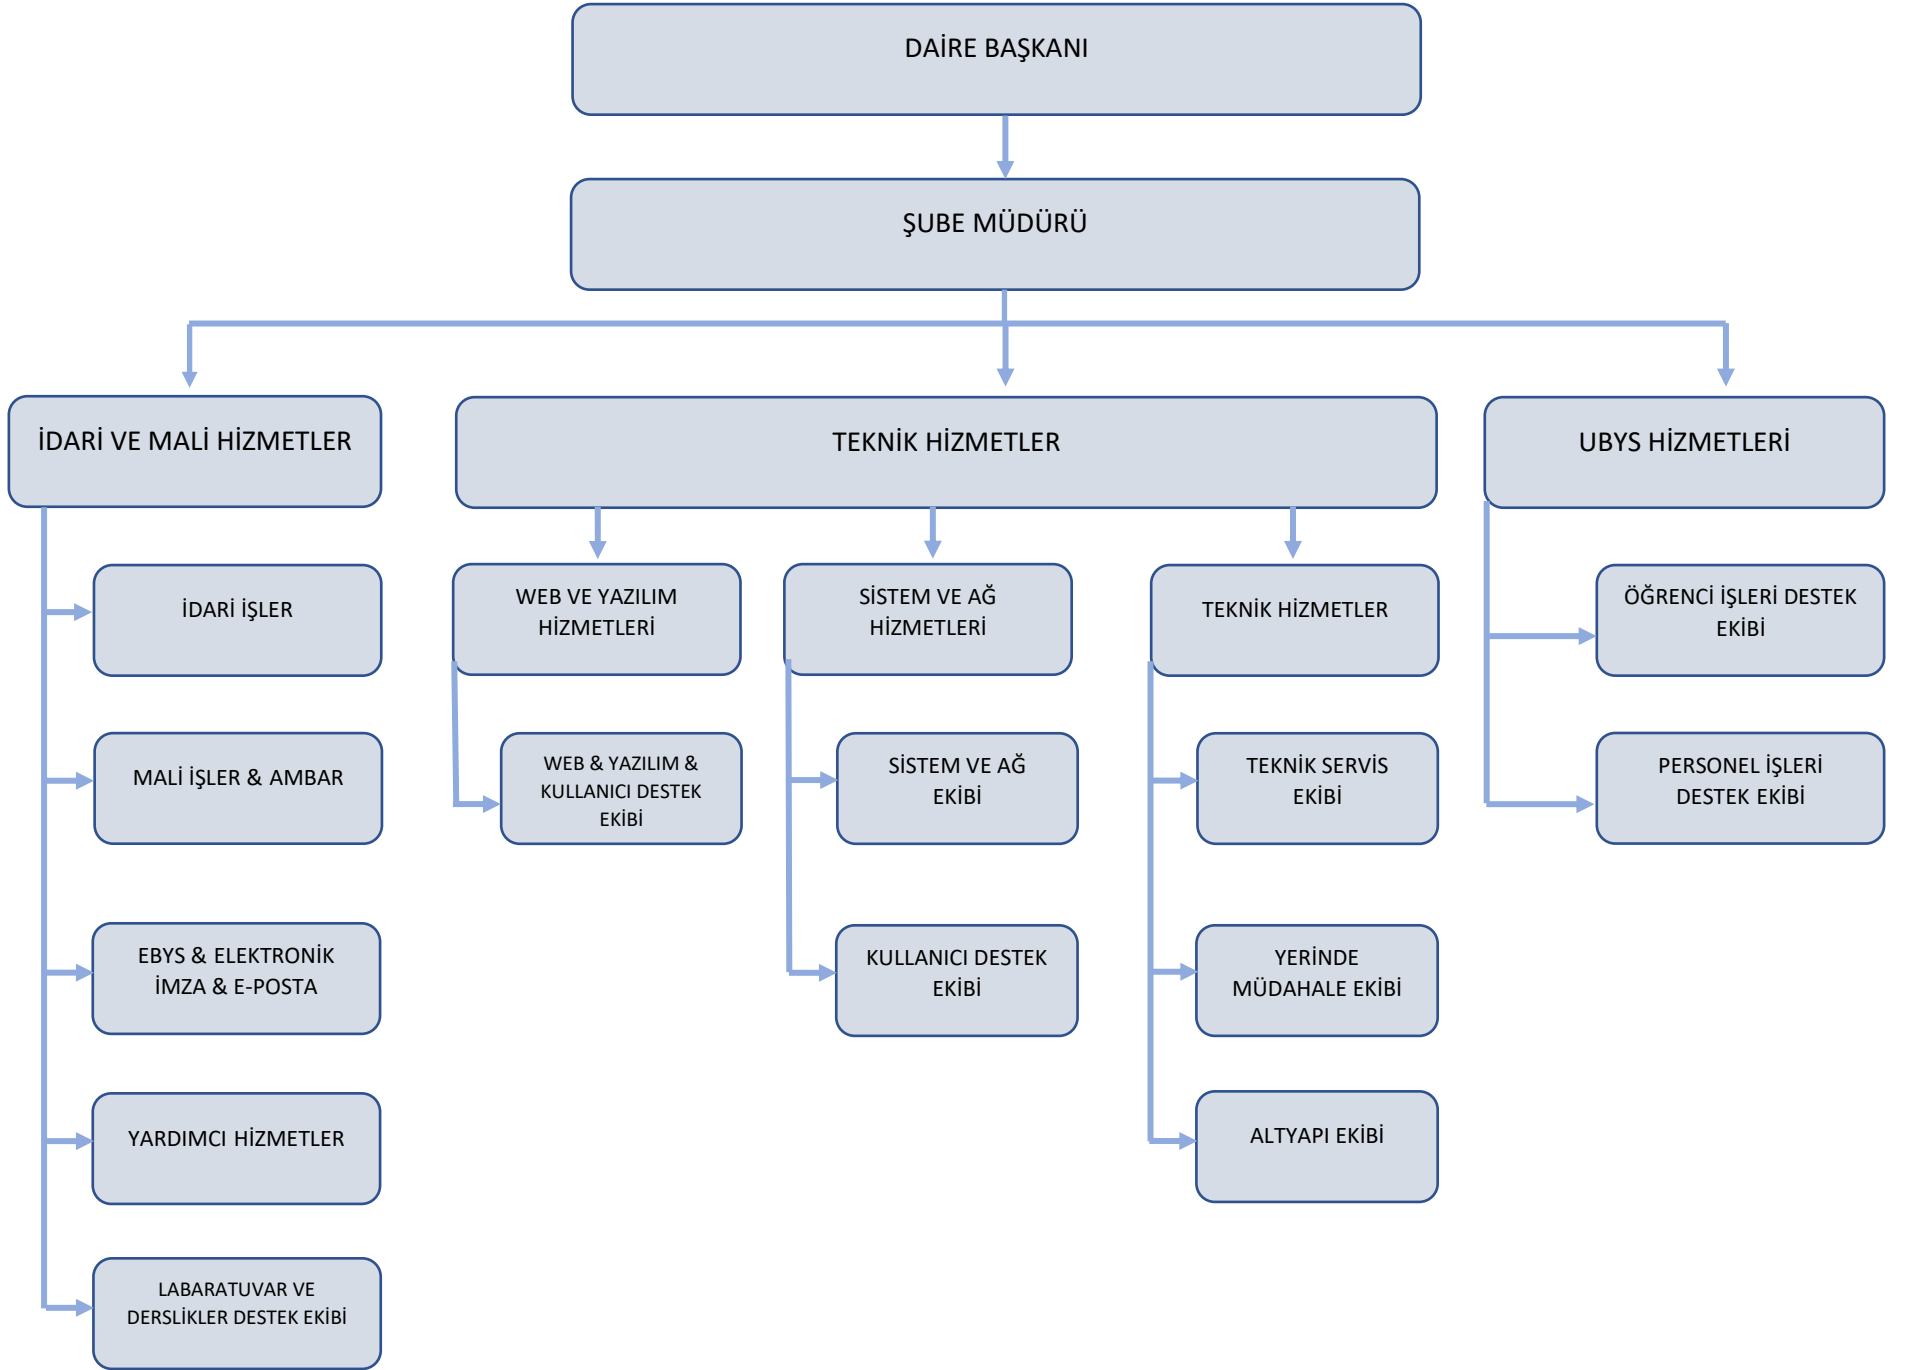 DAİRE BAŞKANI
ŞUBE MÜDÜRÜ
İDARİ VE MALİ HİZMETLER
TEKNİK HİZMETLER
UBYS HİZMETLERİ
İDARİ İŞLER
MALİ İŞLER & AMBAR
EBYS & ELEKTRONİK
İMZA & E-POSTA
YARDIMCI HİZMETLER
LABARATUVAR VE
DERSLİKLER DESTEK EKİBİ
WEB VE YAZILIM
HİZMETLERİ
WEB & YAZILIM &
KULLANICI DESTEK
EKİBİ
SİSTEM VE AĞ
HİZMETLERİ
SİSTEM VE AĞ
EKİBİ
KULLANICI DESTEK
EKİBİ
TEKNİK HİZMETLER
TEKNİK SERVİS
EKİBİ
YERİNDE
MÜDAHALE EKİBİ
ALTYAPI EKİBİ
ÖĞRENCİ İŞLERİ DESTEK
EKİBİ
PERSONEL İŞLERİ
DESTEK EKİBİ